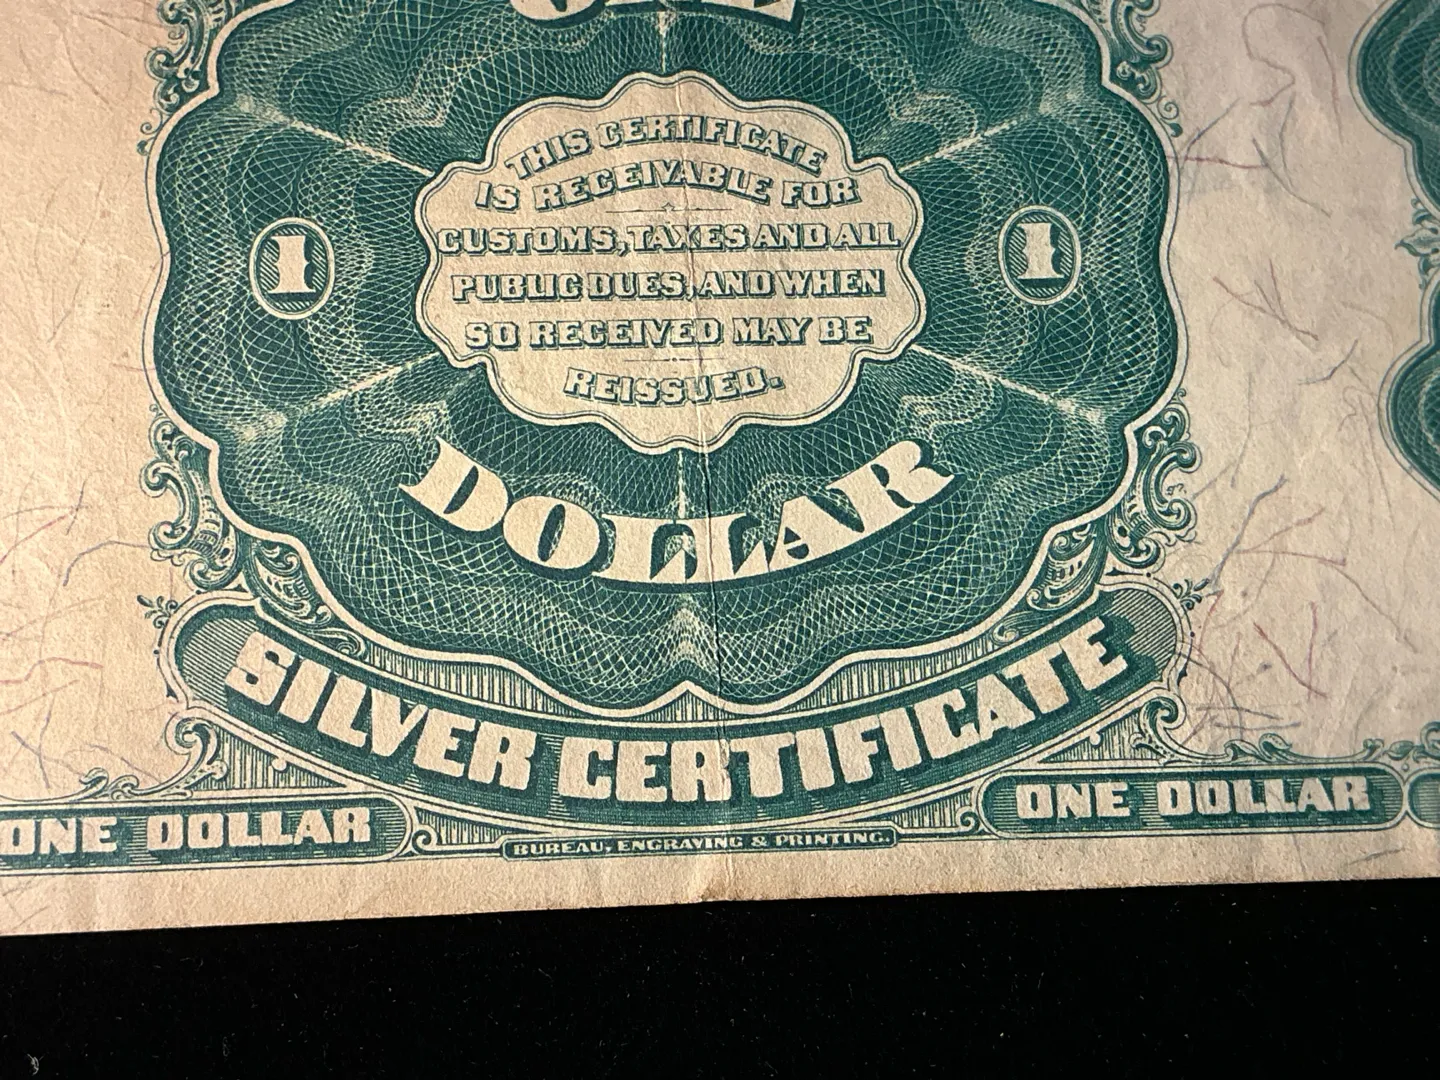 ONE
THIS CERTIFICATE
IS RECEIVABLE FOR
CUSTOMS, TAXES AND ALL
PUBLIC DUES, AND WHEN
SO RECEIVED MAY BE
REISSUED.
1
1
DOLLAR
SILVER CERTIFICATE
ONE DOLLAR
BUREAU, ENGRAVING & PRINTING.
ONE DOLLAR